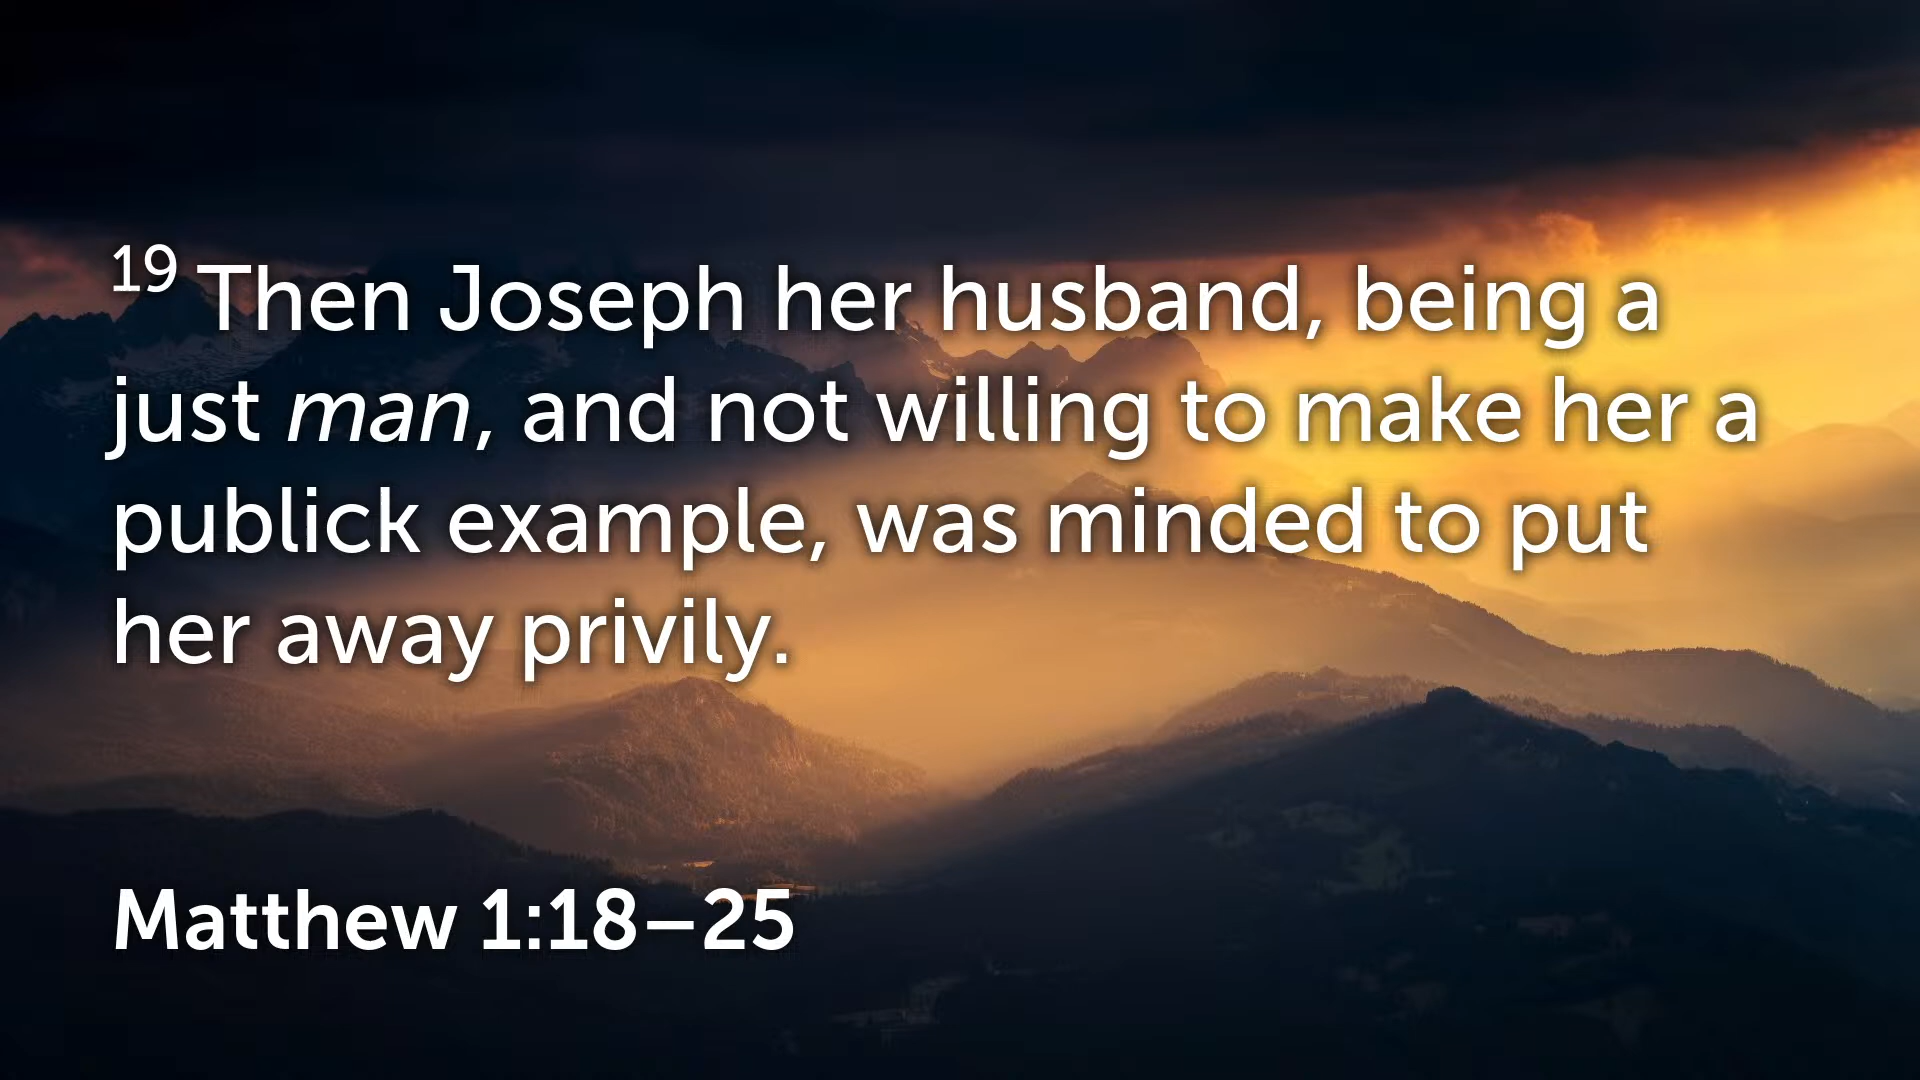 19 Then Joseph her husband, being a
just man, and not willing to make her a
publick example, was minded to put
her away privily.
Matthew 1:18–25